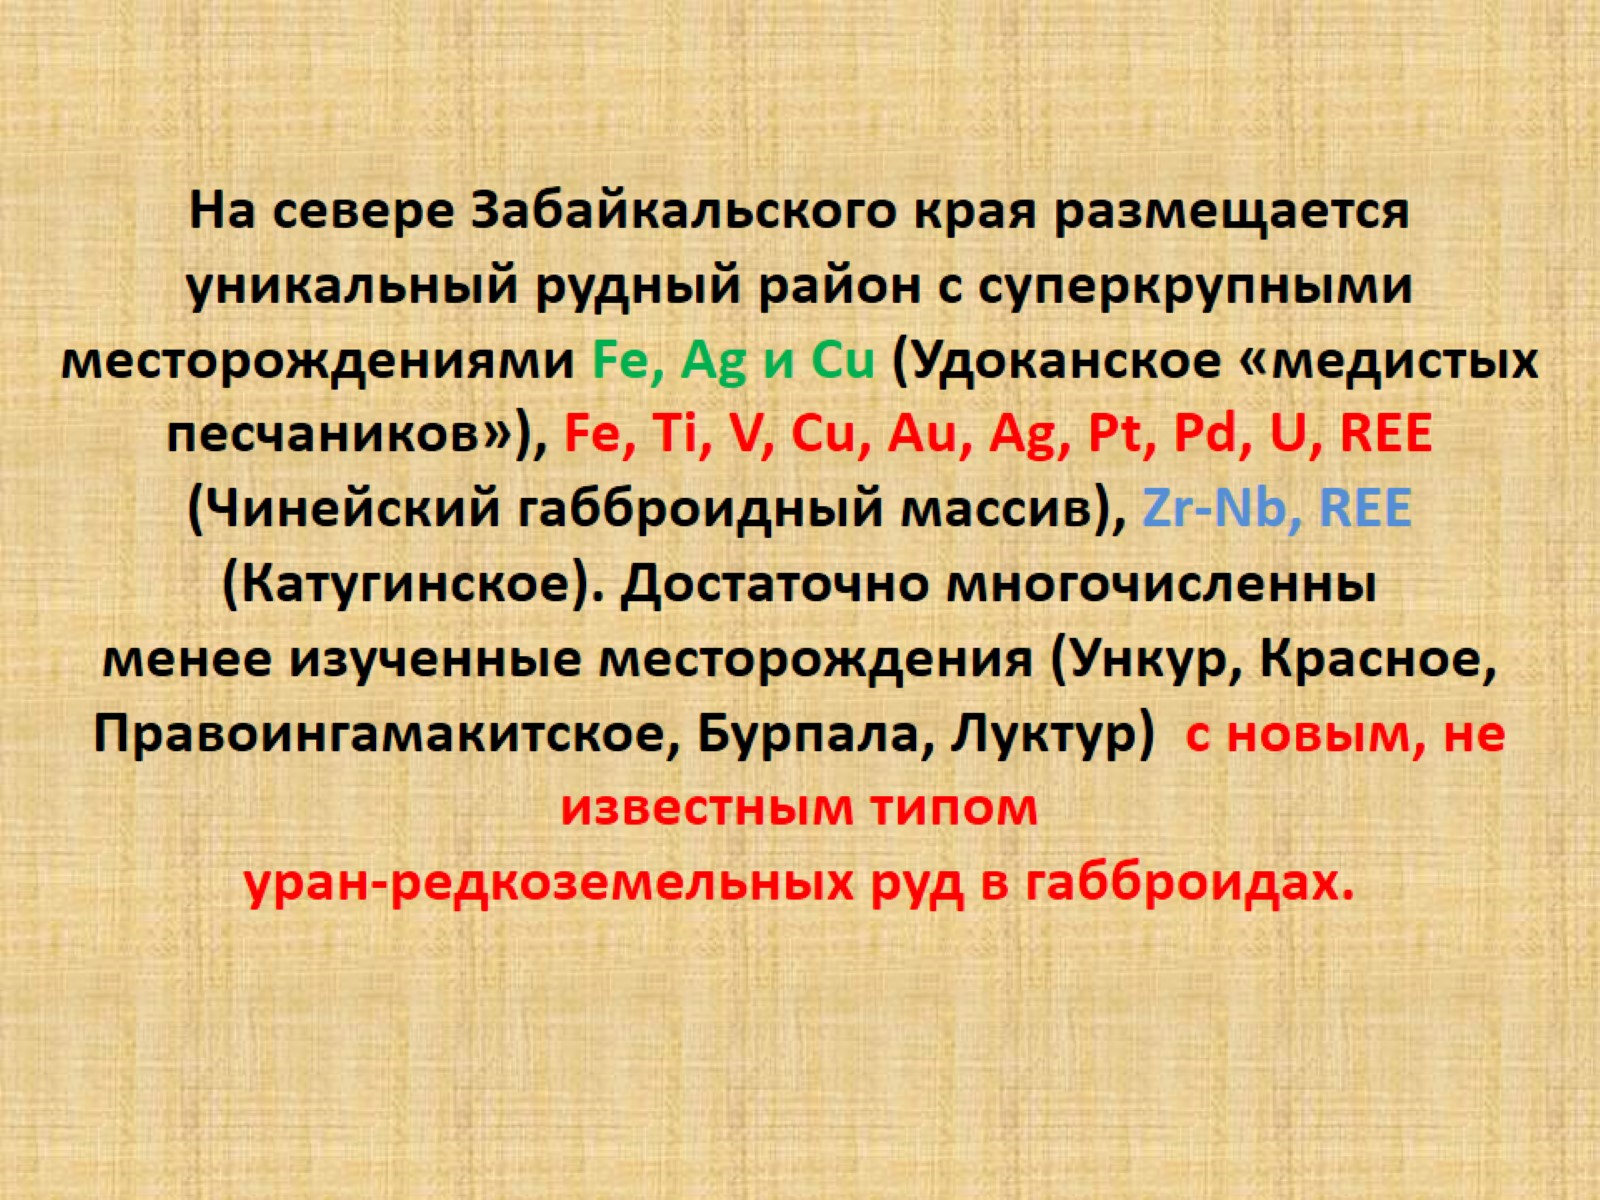 На севере Забайкальского края размещается
уникальный рудный район с суперкрупными
месторождениями Fe, Ag и Cu (Удоканское «медистых
песчаников»), Fe, Ti, V, Cu, Au, Ag, Pt, Pd, U, REE
(Чинейский габброидный массив), Zr-Nb, REE
(Катугинское). Достаточно многочисленны
менее изученные месторождения (Ункур, Красное,
Правоингамакитское, Бурпала, Луктур) с новым, не
известным типом
уран-редкоземельных руд в габброидах.